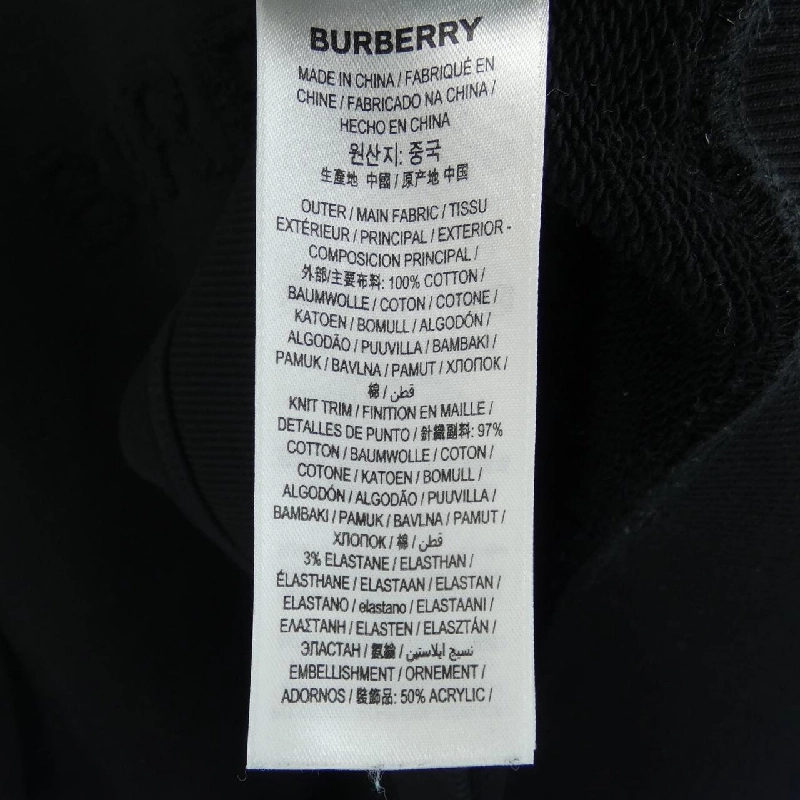 BURBERRY
MADE IN CHINA / FABRIQUÉ EN
CHINE / FABRICADO NA CHINA /
HECHO EN CHINA
원산지: 중국
生產地 中國 / 原产地 中国
OUTER / MAIN FABRIC / TISSU
EXTÉRIEUR / PRINCIPAL / EXTERIOR -
COMPOSICION PRINCIPAL /
外部/主要布料: 100% COTTON /
BAUMWOLLE / COTON / COTONE /
KATOEN / BOMULL / ALGODÓN /
ALGODÃO / PUUVILLA / BAMBAKI /
PAMUK / BAVLNA / PAMUT / ХЛОПОК /
棉 / قطن /
KNIT TRIM / FINITION EN MAILLE /
DETALLES DE PUNTO / 針織副料: 97%
COTTON / BAUMWOLLE / COTON /
COTONE / KATOEN / BOMULL /
ALGODÓN / ALGODÃO / PUUVILLA /
BAMBAKI / PAMUK / BAVLNA / PAMUT /
ХЛОПОК / 棉 / قطن /
3% ELASTANE / ELASTHAN /
ÉLASTHANE / ELASTAAN / ELASTAN /
ELASTANO / elastano / ELASTAANI /
ΕΛΑΣΤΑΝΗ / ELASTEN / ELASZTÁN /
ЭЛАСТАН / 氨綸 / نسيج ايلاستين /
EMBELLISHMENT / ORNEMENT /
ADORNOS / 裝飾品: 50% ACRYLIC /